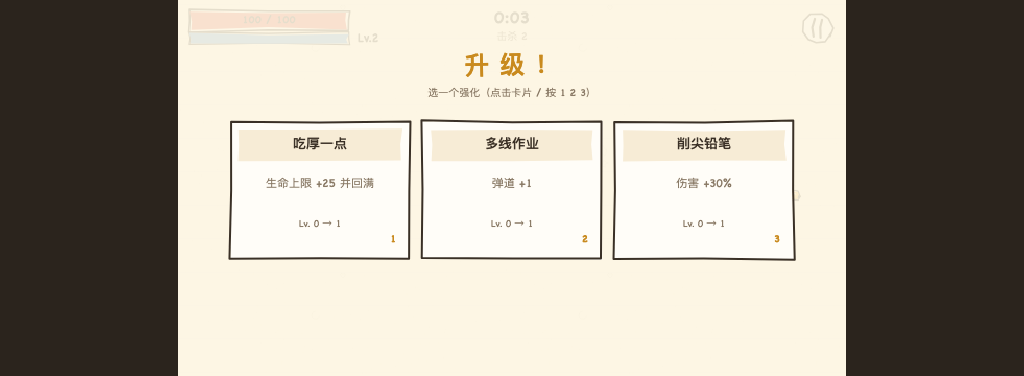 100 / 100
Lv.2
0:03
击杀 2
升级！
选一个强化（点击卡片 / 按 1 2 3）
吃厚一点
生命上限 +25 并回满
Lv. 0 → 1
1
多线作业
弹道 +1
Lv. 0 → 1
2
削尖铅笔
伤害 +30%
Lv. 0 → 1
3